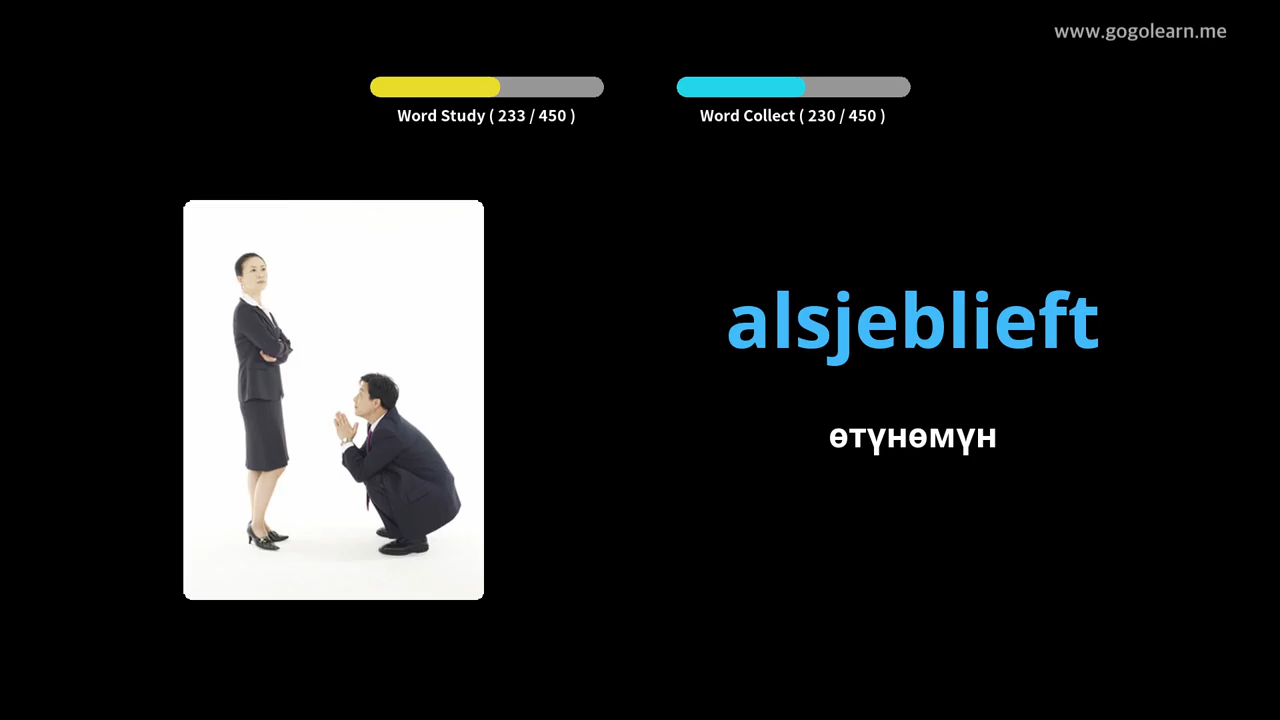 www.gogolearn.me
Word Study ( 233 / 450 )
Word Collect ( 230 / 450 )
alsjeblieft
өтүнөмүн